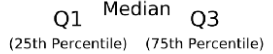 Median
Q1 Q3
(25th Percentile) (75th Percentile)